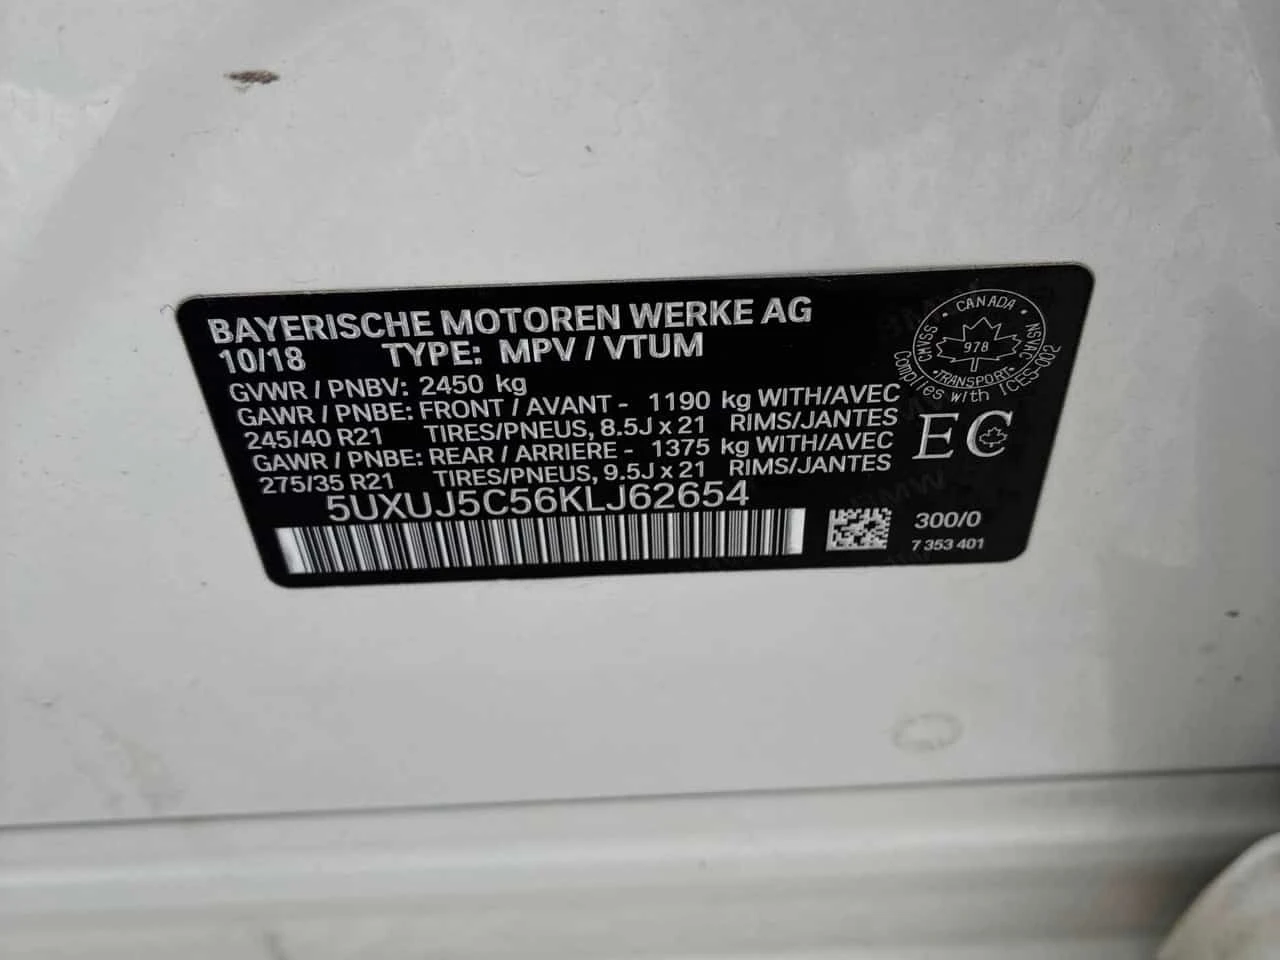 BAYERISCHE MOTOREN WERKE AG
10/18 TYPE: MPV / VTUM
GVWR / PNBV: 2450 kg
GAWR / PNBE: FRONT / AVANT - 1190 kg WITH/AVEC
245/40 R21 TIRES/PNEUS, 8.5J x 21 RIMS/JANTES
GAWR / PNBE: REAR / ARRIERE - 1375 kg WITH/AVEC
275/35 R21 TIRES/PNEUS, 9.5J x 21 RIMS/JANTES
5UXUJ5C56KLJ62654
CANADA
CMVSS NSVAC
978
TRANSPORT
Complies with ICES-002
EC
300/0
7 353 401